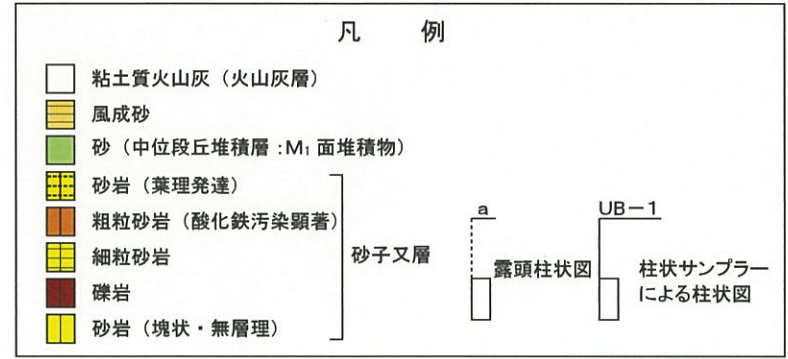 凡 例
粘土質火山灰（火山灰層）
風成砂
砂（中位段丘堆積層：M₁面堆積物）
砂岩（葉理発達）
粗粒砂岩（酸化鉄汚染顕著）
細粒砂岩
礫岩
砂岩（塊状・無層理）
砂子又層
a
露頭柱状図
UB－1
柱状サンプラー
による柱状図